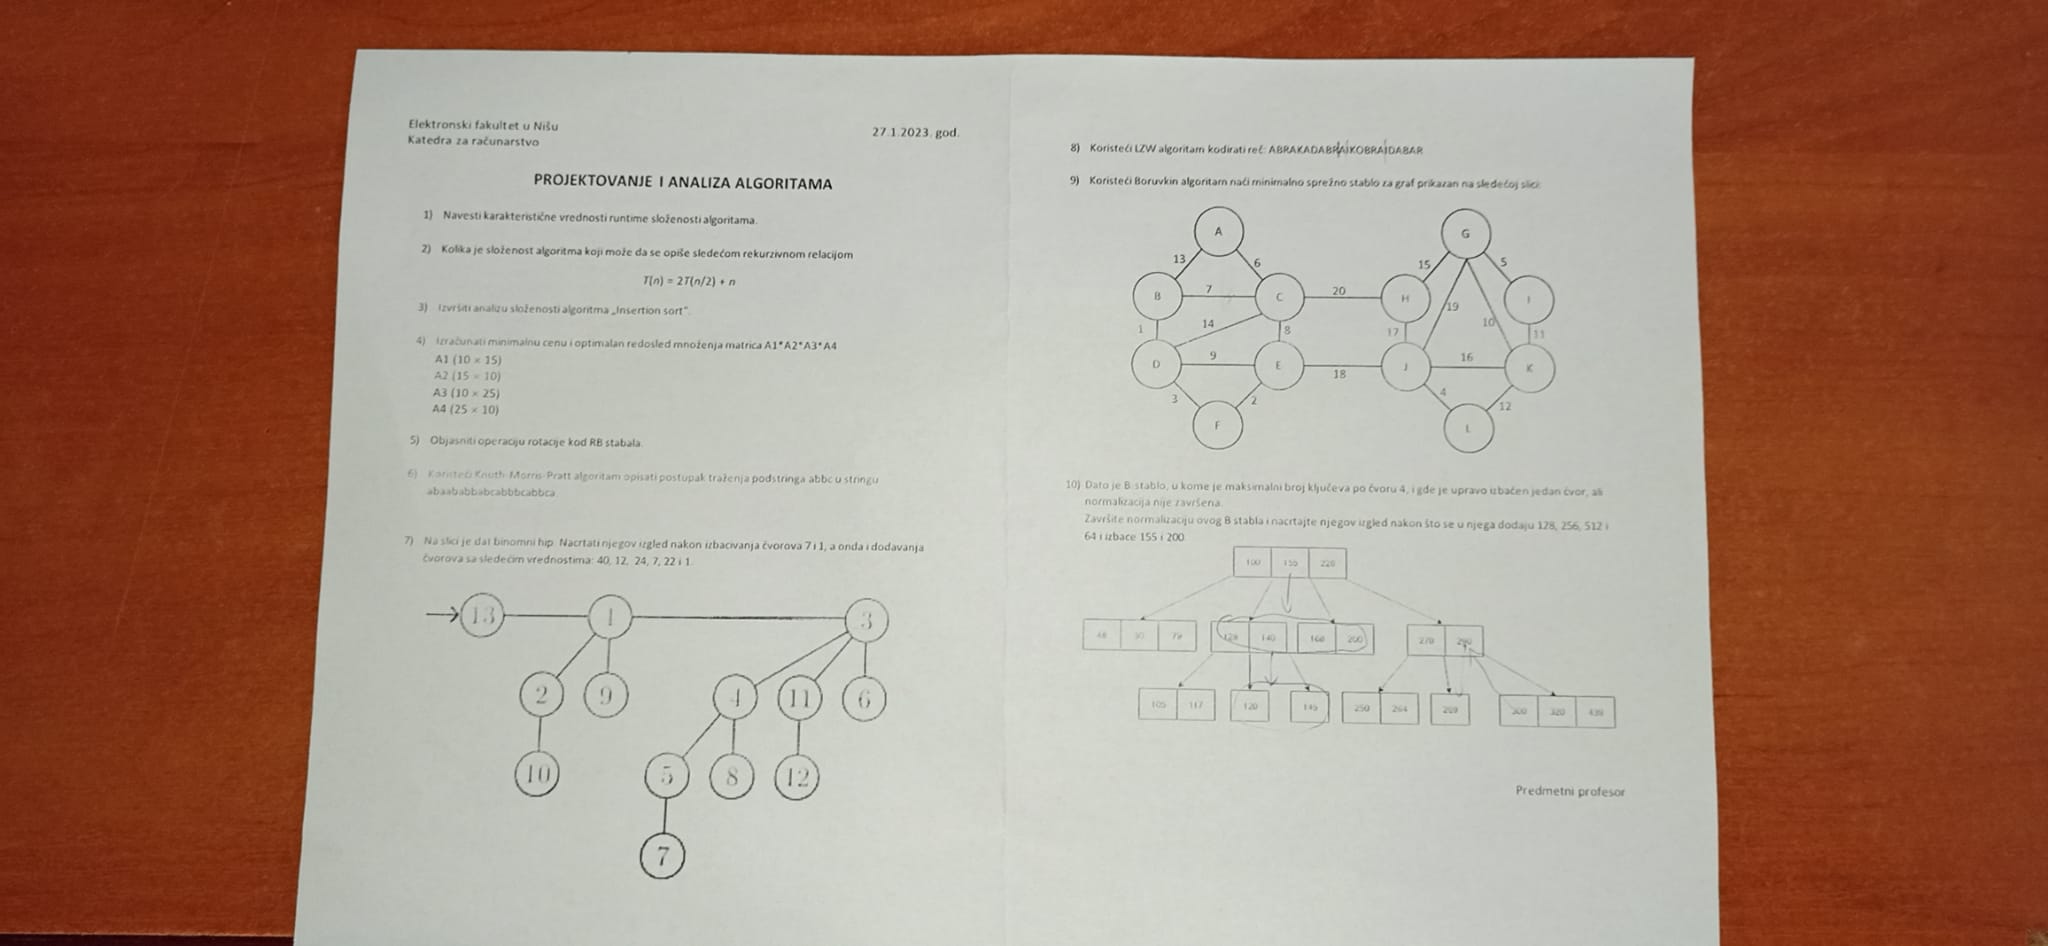 Elektronski fakultet u Nišu
Katedra za računarstvo
27.1.2023. god.
PROJEKTOVANJE I ANALIZA ALGORITAMA
1) Navesti karakteristične vrednosti runtime složenosti algoritama.
2) Kolika je složenost algoritma koji može da se opiše sledećom rekurzivnom relacijom
T(n) = 2T(n/2) + n
3) Izvršiti analizu složenosti algoritma „Insertion sort".
4) Izračunati minimalnu cenu i optimalan redosled množenja matrica A1*A2*A3*A4
A1 (10 × 15)
A2 (15 × 10)
A3 (10 × 25)
A4 (25 × 10)
5) Objasniti operaciju rotacije kod RB stabala.
6) Koristeći Knuth-Morris-Pratt algoritam opisati postupak traženja podstringa abbc u stringu
abaababbabcabbbcabbca.
7) Na slici je dat binomni hip. Nacrtati njegov izgled nakon izbacivanja čvorova 7 i 1, a onda i dodavanja
čvorova sa sledećim vrednostima: 40, 12, 24, 7, 22 i 1.
13 1 3
2 9 4 11 6
10 5 8 12
7
8) Koristeći LZW algoritam kodirati reč: ABRAKADABRAIKOBRAIDABAR
9) Koristeći Boruvkin algoritam naći minimalno sprežno stablo za graf prikazan na sledećoj slici:
A G
13 6 15 5
B 7 C 20 H 19 I
1 14 8 17 10 11
D 9 E 18 J 16 K
3 2 4 12
F L
10) Dato je B stablo, u kome je maksimalni broj ključeva po čvoru 4, i gde je upravo izbačen jedan čvor, ali
normalizacija nije završena.
Završite normalizaciju ovog B stabla i nacrtajte njegov izgled nakon što se u njega dodaju 128, 256, 512 i
64 i izbace 155 i 200.
100 155 220
140 160 200 270
105 117 120 145 250 264 269 300 320 439
Predmetni profesor